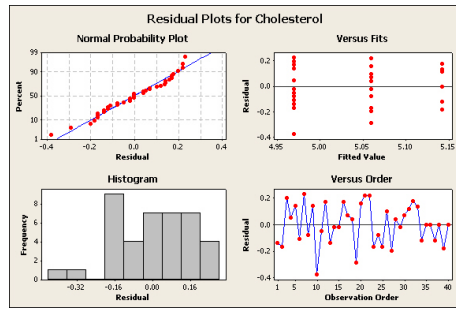 Residual Plots for Cholesterol
Normal Probability Plot
Versus Fits
99
90
50
10
1
Percent
-0.4 -0.2 0.0 0.2 0.4
Residual
0.2
0.0
-0.2
-0.4
Residual
4.95 5.00 5.05 5.10 5.15
Fitted Value
Histogram
Versus Order
8
6
4
2
0
Frequency
-0.32 -0.16 0.00 0.16
Residual
0.2
0.0
-0.2
-0.4
Residual
1 5 10 15 20 25 30 35 40
Observation Order